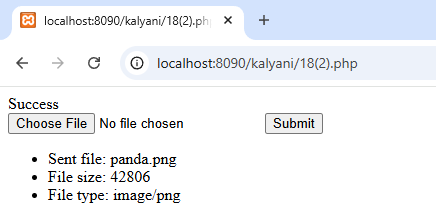 localhost:8090/kalyani/18(2).ph
localhost:8090/kalyani/18(2).php
Success
Choose File No file chosen Submit
Sent file: panda.png
File size: 42806
File type: image/png